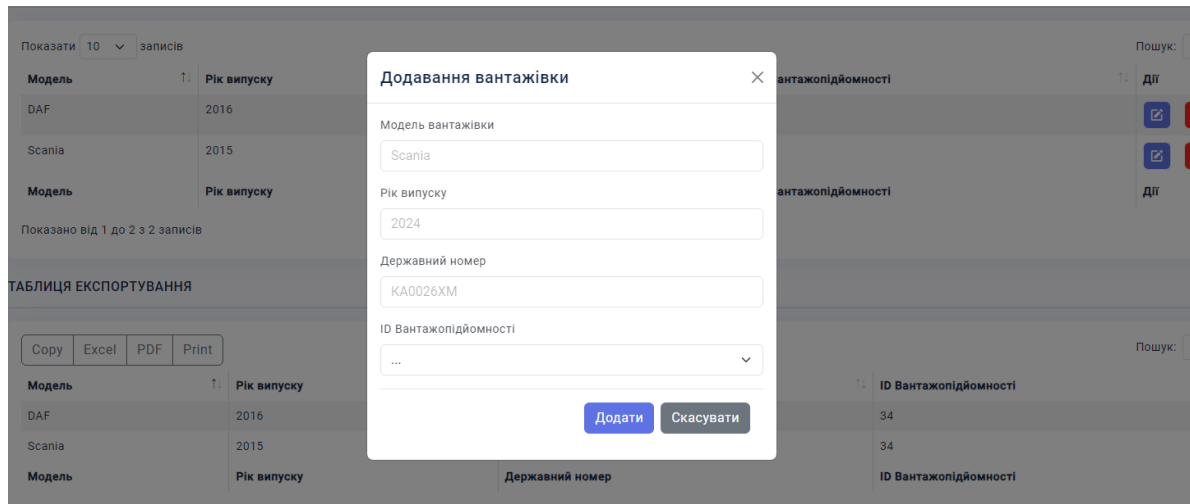 Показати 10 записів
Пошук:
Модель Рік випуску антажопідйомності Дії
DAF 2016
Scania 2015
Модель Рік випуску антажопідйомності Дії
Показано від 1 до 2 з 2 записів
Додавання вантажівки
Модель вантажівки
Scania
Рік випуску
2024
Державний номер
KA0026XM
ID Вантажопідйомності
...
Додати Скасувати
ТАБЛИЦЯ ЕКСПОРТУВАННЯ
Copy Excel PDF Print
Пошук:
Модель Рік випуску ID Вантажопідйомності
DAF 2016 34
Scania 2015 34
Модель Рік випуску Державний номер ID Вантажопідйомності